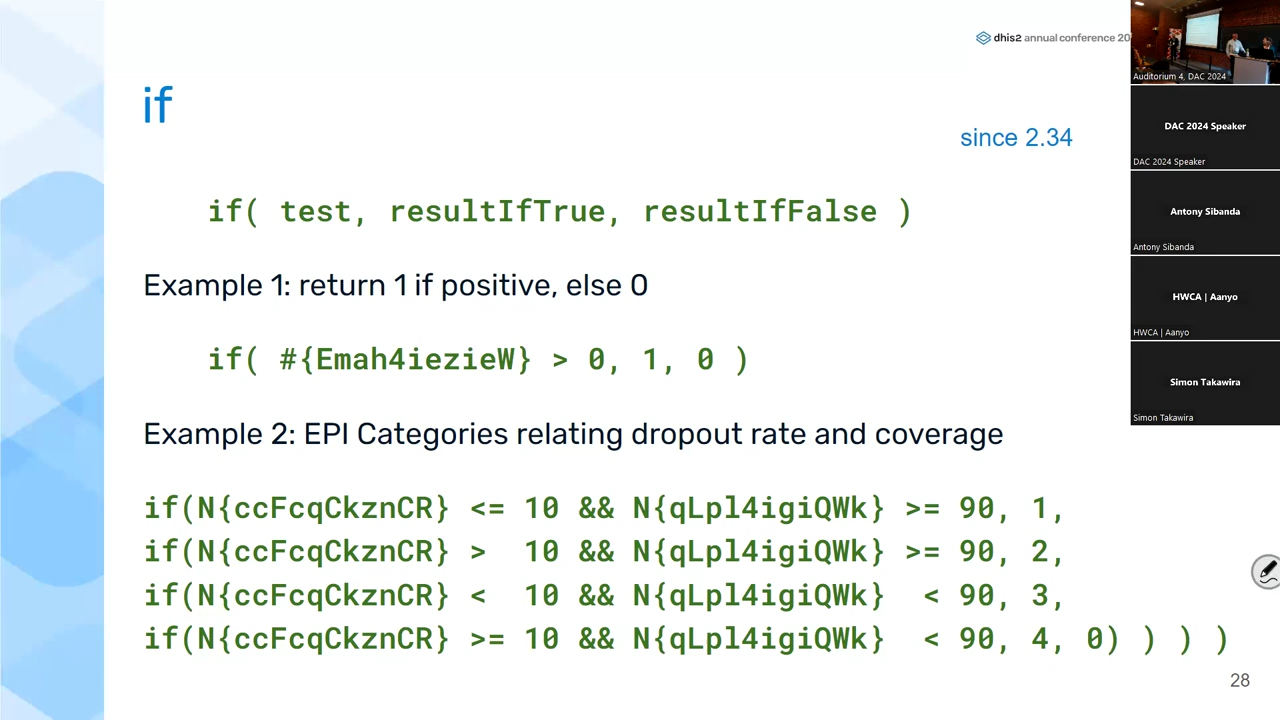 dhis2 annual conference 20
if
since 2.34
if( test, resultIfTrue, resultIfFalse )
Example 1: return 1 if positive, else 0
if( #{Emah4iezieW} > 0, 1, 0 )
Example 2: EPI Categories relating dropout rate and coverage
if(N{ccFcqCkznCR} <= 10 && N{qLpl4igiQWk} >= 90, 1,
if(N{ccFcqCkznCR} >  10 && N{qLpl4igiQWk} >= 90, 2,
if(N{ccFcqCkznCR} <  10 && N{qLpl4igiQWk}  < 90, 3,
if(N{ccFcqCkznCR} >= 10 && N{qLpl4igiQWk}  < 90, 4, 0) ) ) )
28
Auditorium 4, DAC 2024
DAC 2024 Speaker
DAC 2024 Speaker
Antony Sibanda
Antony Sibanda
HWCA | Aanyo
HWCA | Aanyo
Simon Takawira
Simon Takawira